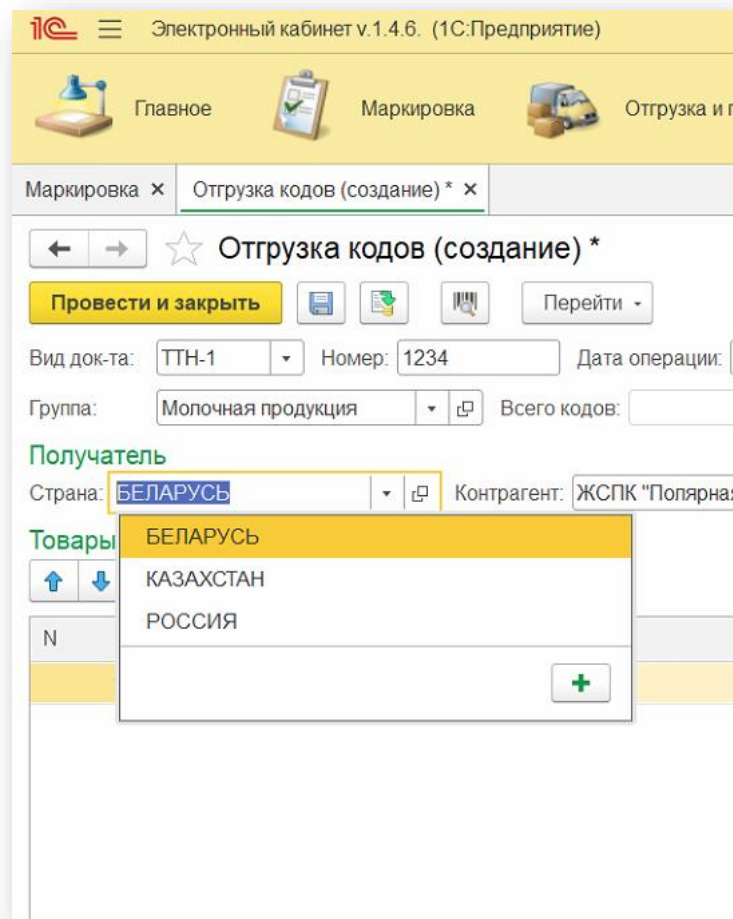 1С Электронный кабинет v.1.4.6. (1С:Предприятие)
Главное Маркировка Отгрузка и
Маркировка × Отгрузка кодов (создание) * ×
Отгрузка кодов (создание) *
Провести и закрыть Перейти
Вид док-та: ТТН-1 Номер: 1234 Дата операции:
Группа: Молочная продукция Всего кодов:
Получатель
Страна: БЕЛАРУСЬ Контрагент: ЖСПК "Полярная
Товары
БЕЛАРУСЬ
КАЗАХСТАН
РОССИЯ
N